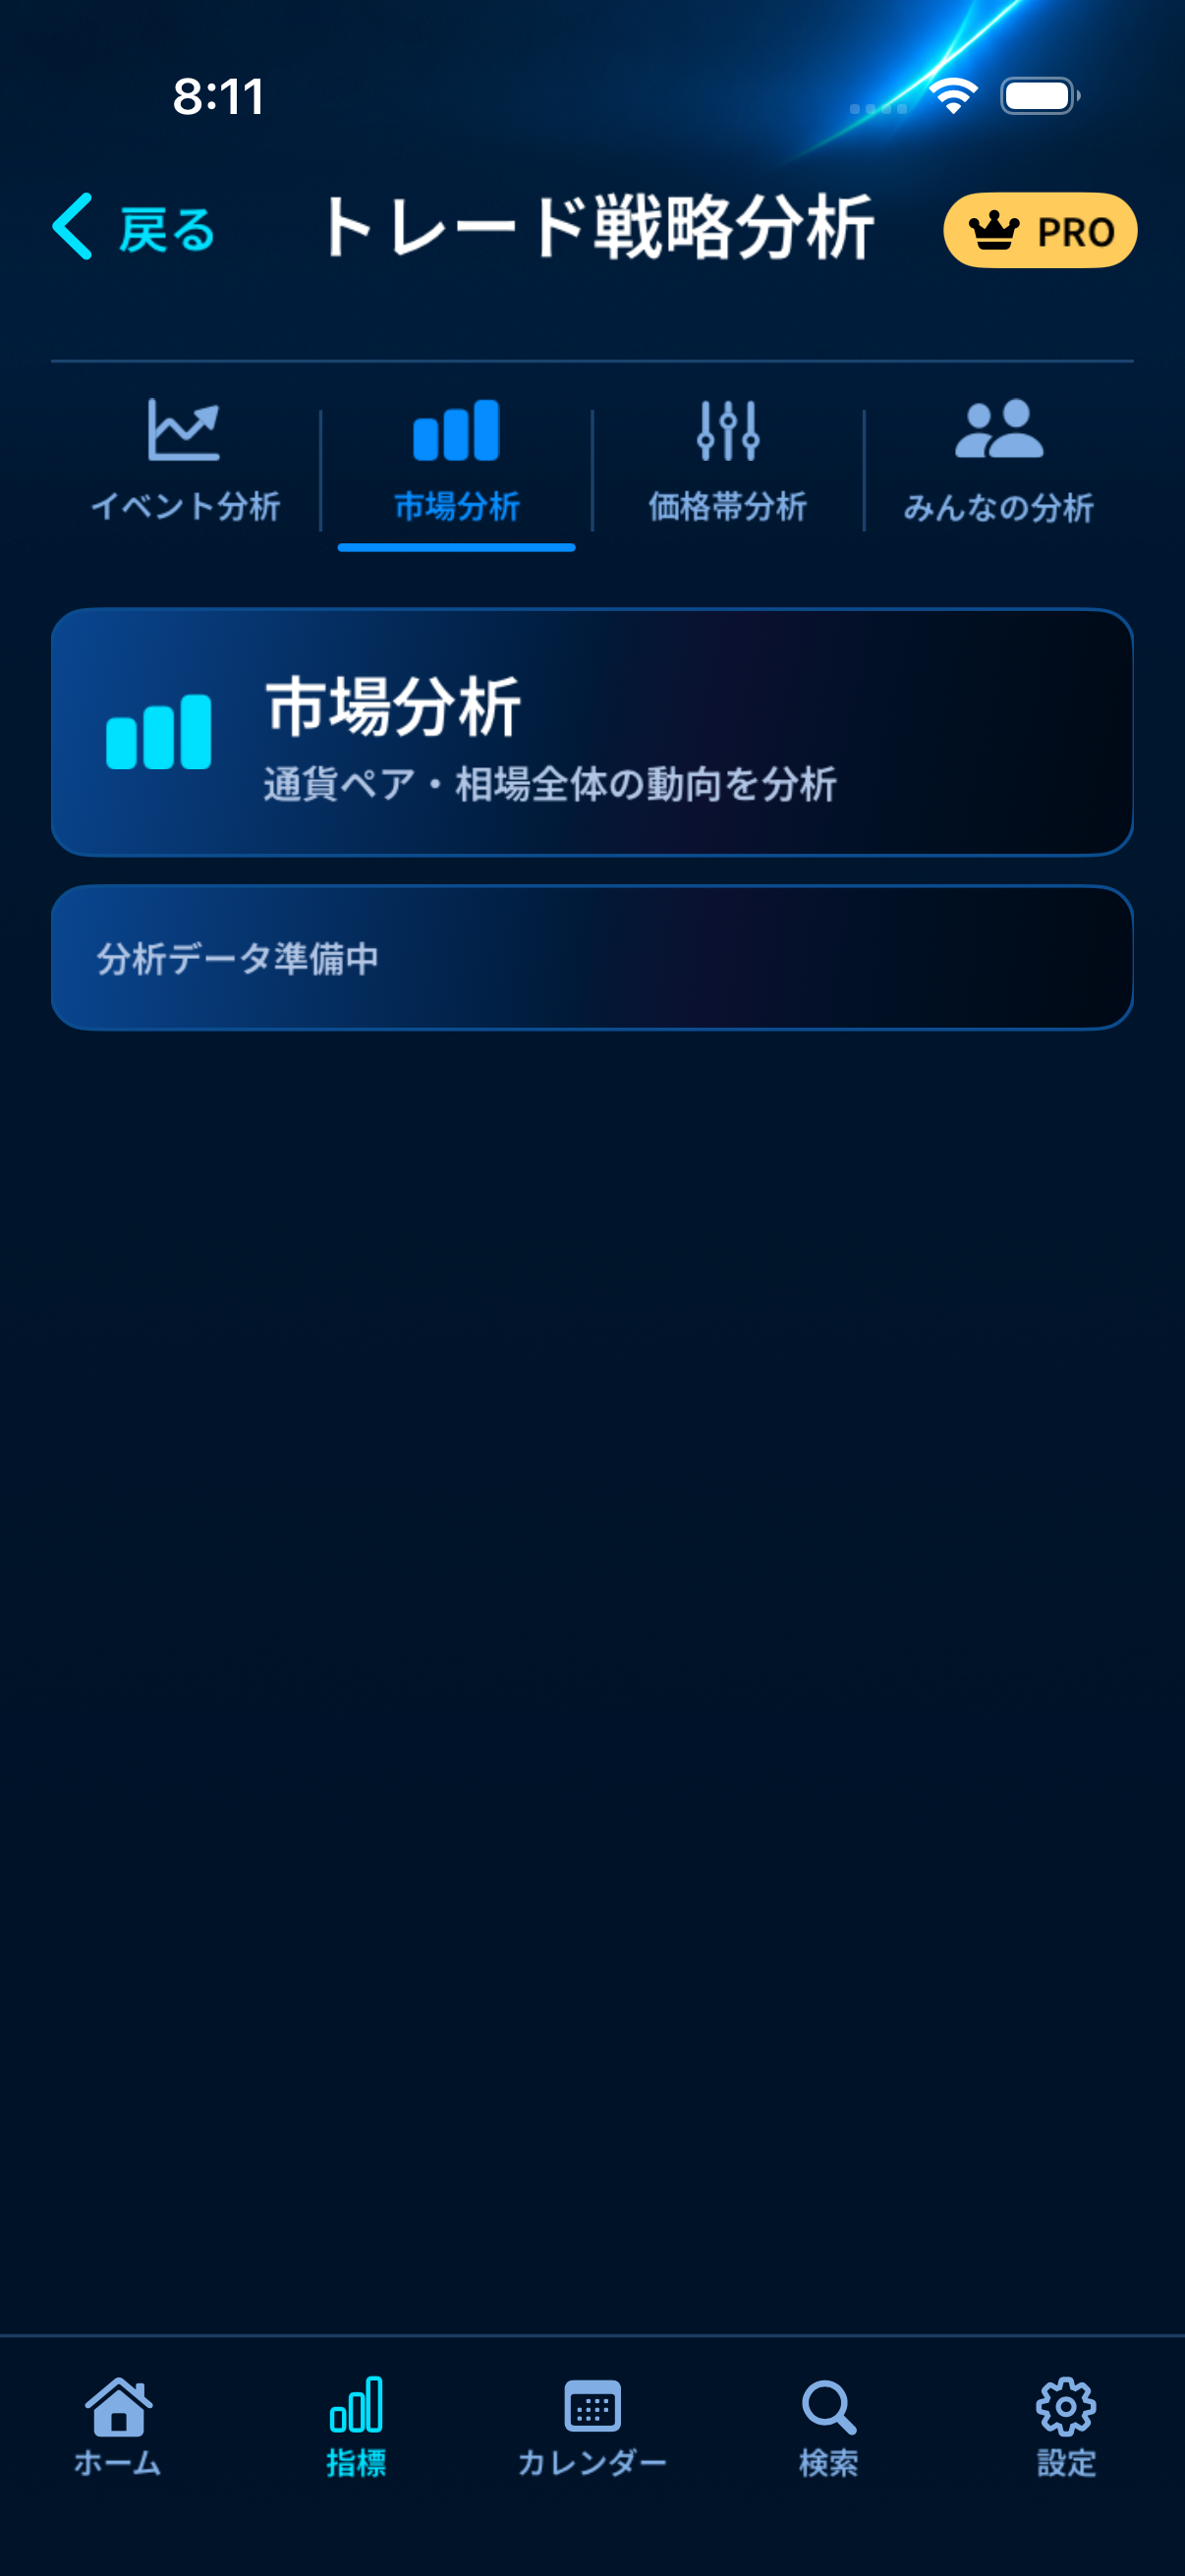 8:11
戻る
トレード戦略分析
PRO
イベント分析
市場分析
価格帯分析
みんなの分析
市場分析
通貨ペア・相場全体の動向を分析
分析データ準備中
ホーム
指標
カレンダー
検索
設定